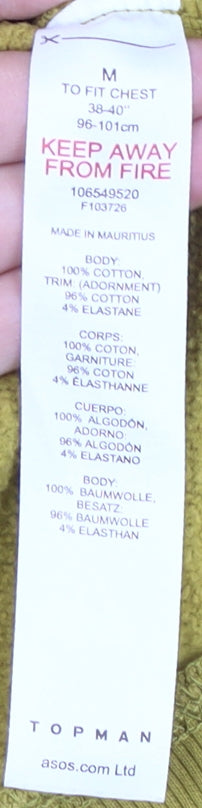 M
TO FIT CHEST
38-40"
96-101cm
KEEP AWAY
FROM FIRE
106549520
F103726
MADE IN MAURITIUS
BODY:
100% COTTON,
TRIM (ADORNMENT)
96% COTTON
4% ELASTANE
CORPS:
100% COTON,
GARNITURE:
96% COTON
4% ÉLASTHANNE
CUERPO:
100% ALGODÓN,
ADORNO:
96% ALGODÓN
4% ELASTANO
BODY:
100% BAUMWOLLE,
BESATZ:
96% BAUMWOLLE
4% ELASTHAN
TOPMAN
asos.com Ltd